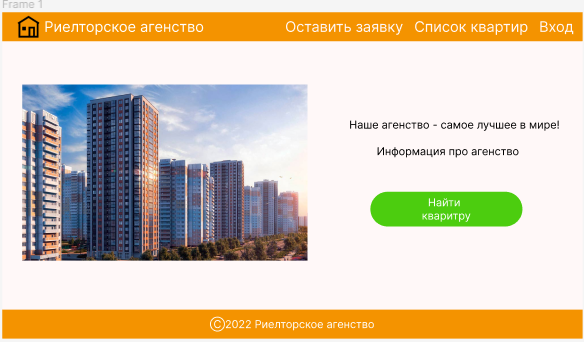 Frame 1
Риелторское агенство
Оставить заявку Список квартир Вход
Наше агенство - самое лучшее в мире!
Информация про агенство
Найти
кваритру
©2022 Риелторское агенство